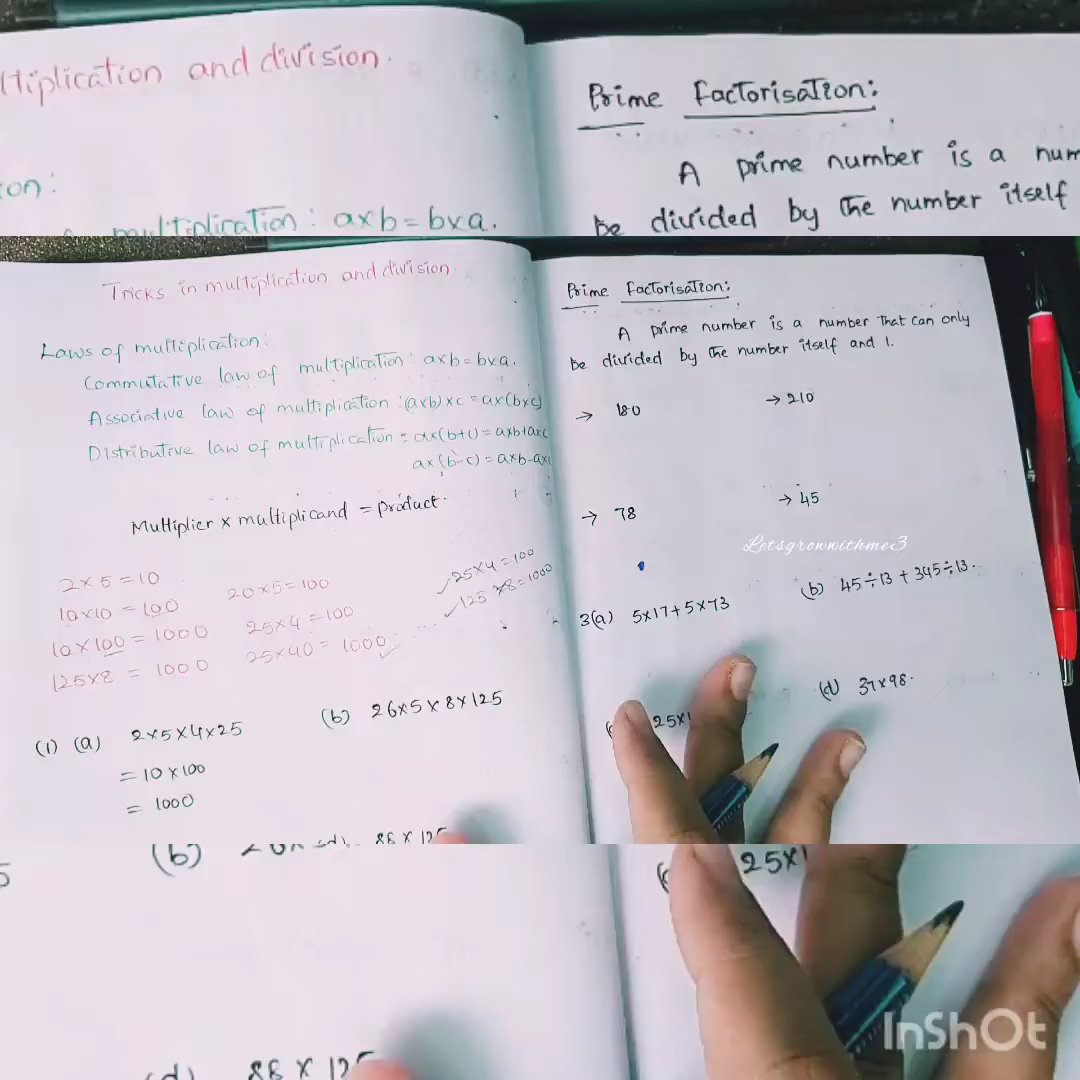 ltiplication and division.
on:
multiplication: a×b=b×a.
Prime Factorisation:
A prime number is a num
be divided by the number itself
Tricks in multiplication and division.
Laws of multiplication:
Commutative law of multiplication: a×b=b×a.
Associative law of multiplication: (a×b)×c=a×(b×c)
Distributive law of multiplication = a×(b+c)=a×b+a×c
a×(b-c)=a×b-a×c
Multiplier × multiplicand = product.
2×5=10
20×5=100
✓25×4=100
10×10=100
25×4=100
✓125×8=1000
10×100=1000
25×40=1000✓
125×8=1000
(1) (a) 2×5×4×25
(b) 26×5×8×125
=10×100
= 1000
88×125
Prime Factorisation:
A prime number is a number that can only
be divided by the number itself and 1.
→ 180
→ 210
→ 78
→ 45
Letsgrowwithme3
3(a) 5×17+5×73
(b) 45÷13+345÷13.
25×1
(d) 37×98.
5
(b)
(d) 88×125
25×1
InShOt